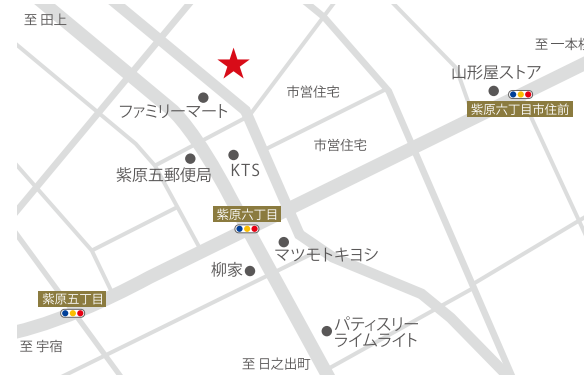 至 田上
至 一本桜
山形屋ストア
市営住宅
ファミリーマート
紫原六丁目市住前
市営住宅
紫原五郵便局
KTS
紫原六丁目
マツモトキヨシ
柳家
紫原五丁目
パティスリー
ライムライト
至 宇宿
至 日之出町